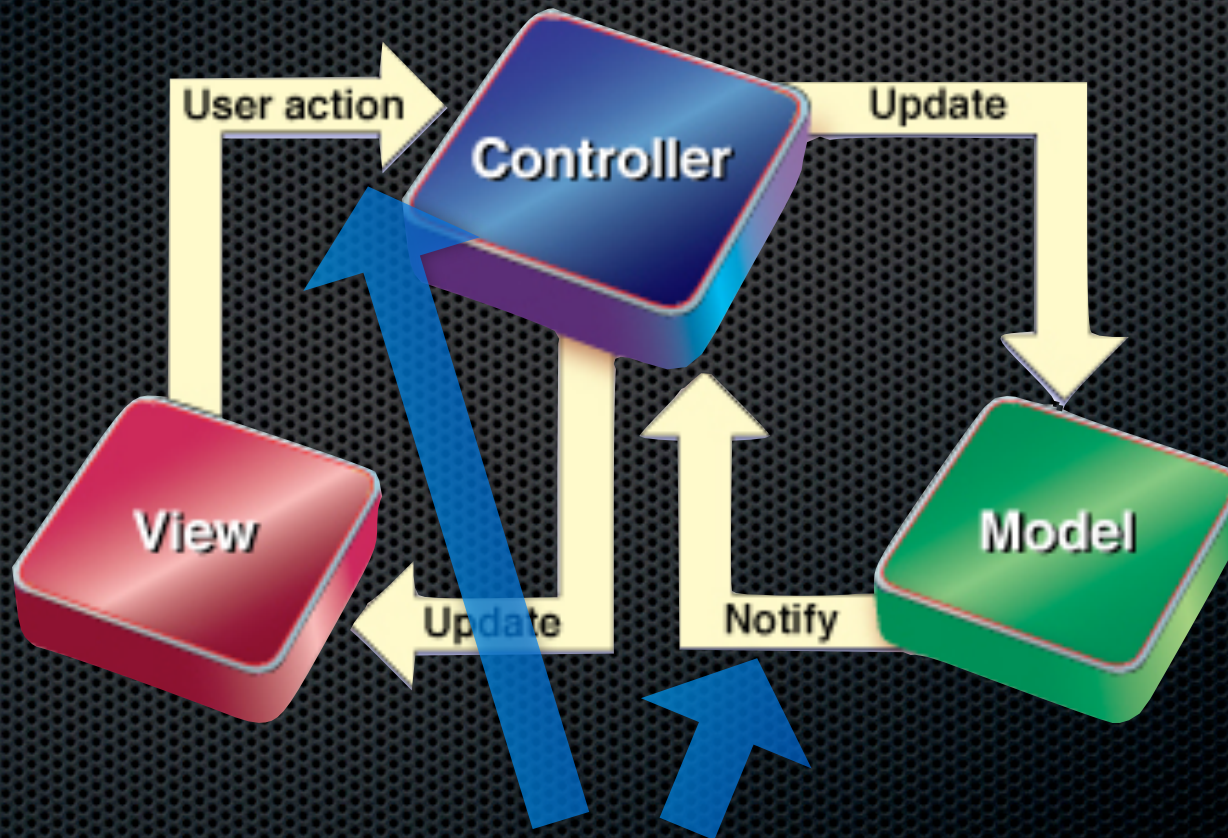 User action
Update
Controller
View
Model
Update
Notify